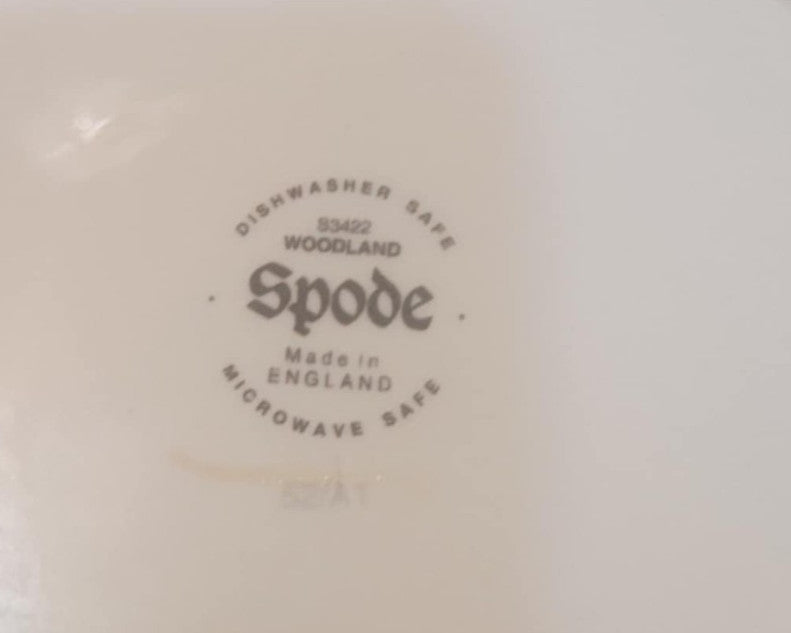 DISHWASHER SAFE
S3422
WOODLAND
Spode
Made in
ENGLAND
MICROWAVE SAFE